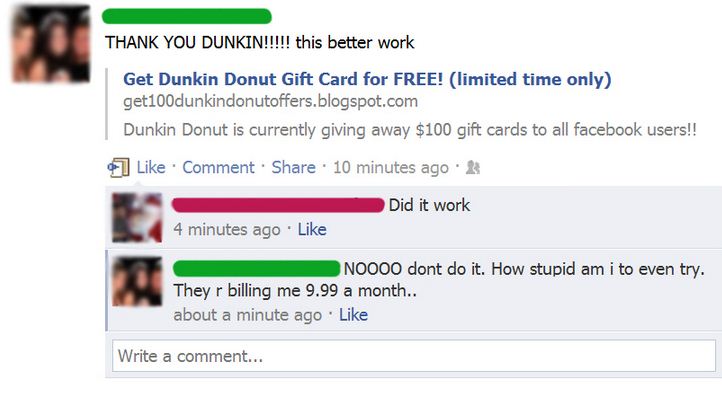 THANK YOU DUNKIN!!!!! this better work
Get Dunkin Donut Gift Card for FREE! (limited time only)
get100dunkindonutoffers.blogspot.com
Dunkin Donut is currently giving away $100 gift cards to all facebook users!!
Like · Comment · Share · 10 minutes ago ·
Did it work
4 minutes ago · Like
NOOOO dont do it. How stupid am i to even try.
They r billing me 9.99 a month..
about a minute ago · Like
Write a comment...